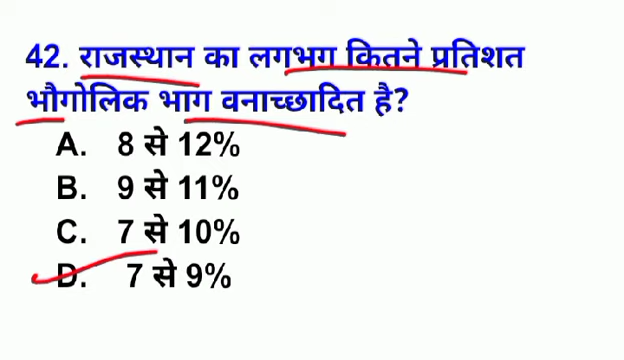 42. राजस्थान का लगभग कितने प्रतिशत
भौगोलिक भाग वनाच्छादित है?
A. 8 से 12%
B. 9 से 11%
C. 7 से 10%
D. 7 से 9%